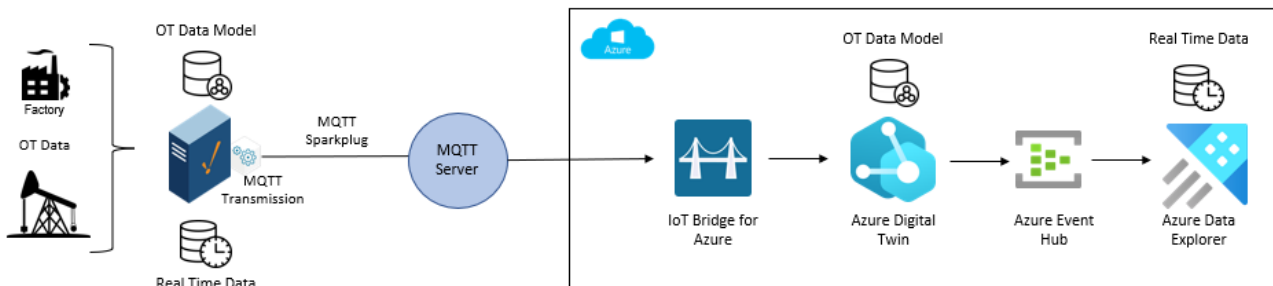 OT Data Model
Factory
OT Data
MQTT
Transmission
Real Time Data
MQTT
Sparkplug
MQTT
Server
Azure
IoT Bridge for
Azure
OT Data Model
Azure Digital
Twin
Azure Event
Hub
Real Time Data
Azure Data
Explorer